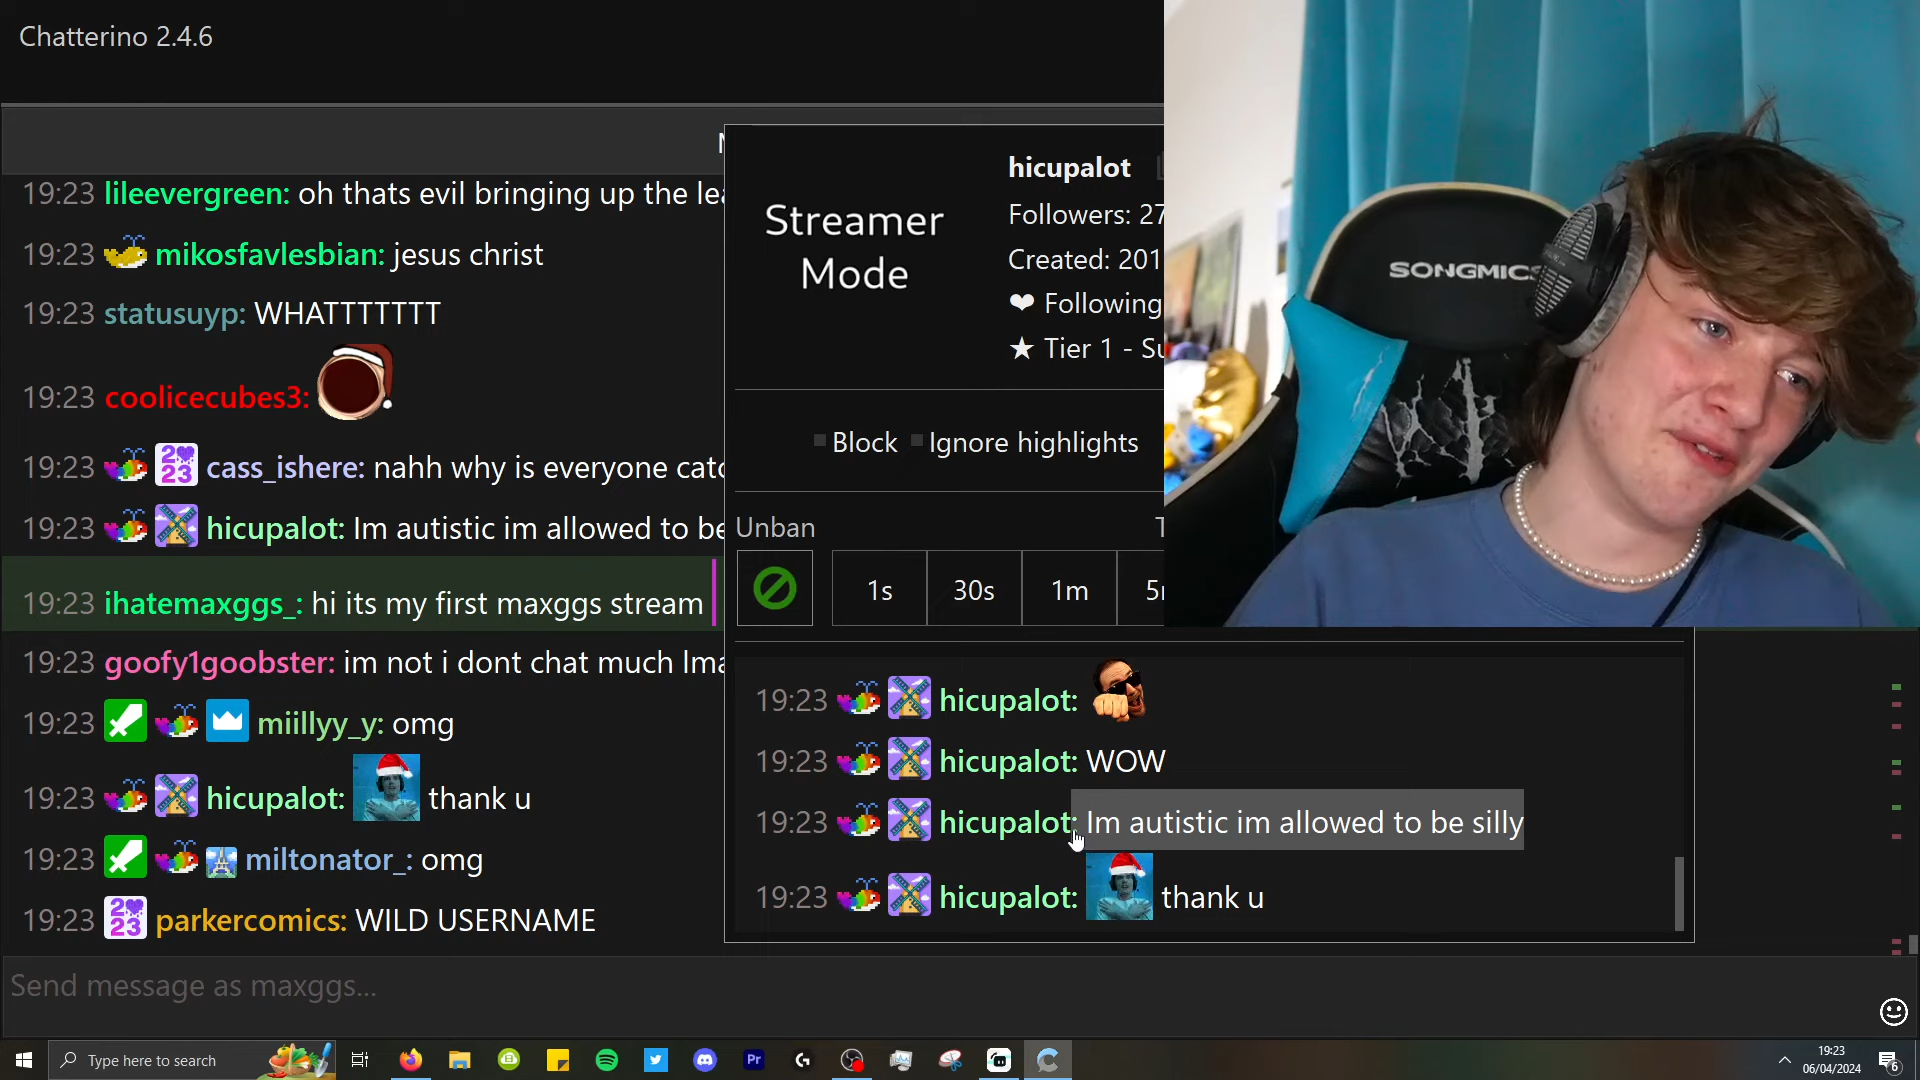 Chatterino 2.4.6
19:23 lileevergreen: oh thats evil bringing up the
19:23 mikosfavlesbian: jesus christ
19:23 statusuyp: WHATTTTTTT
19:23 coolicecubes3:
19:23 cass_ishere: nahh why is everyone
19:23 hicupalot: Im autistic im allowed to be
19:23 ihatemaxggs_: hi its my first maxggs stream
19:23 goofy1goobster: im not i dont chat much
19:23 miillyy_y: omg
19:23 hicupalot: thank u
19:23 miltonator_: omg
19:23 2023 parkercomics: WILD USERNAME
Send message as maxggs...
Streamer
Mode
hicupalot
Followers: 27
Created: 201
Following
Tier 1 -
Block Ignore highlights
Unban
1s 30s 1m
19:23 hicupalot:
19:23 hicupalot: WOW
19:23 hicupalot: Im autistic im allowed to be silly
19:23 hicupalot: thank u
SONGMICS
Type here to search
Pr
19:23
06/04/2024
6